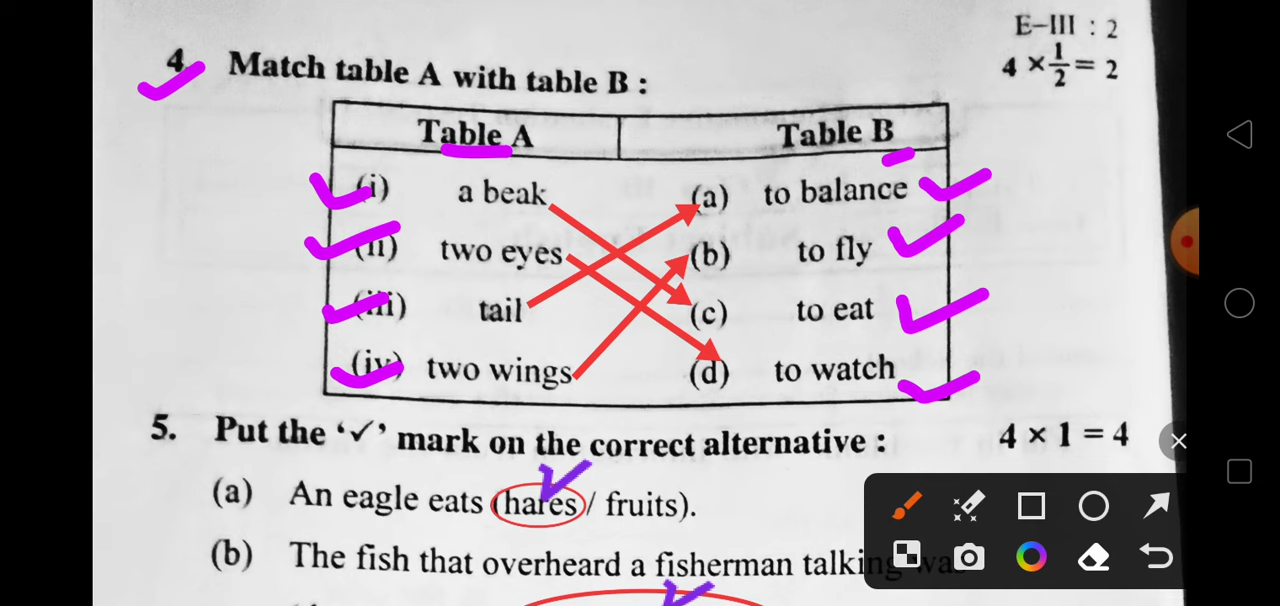 E–III : 2
4. Match table A with table B : 4 × 1/2 = 2
Table A Table B
(i) a beak (a) to balance
(ii) two eyes (b) to fly
(iii) tail (c) to eat
(iv) two wings (d) to watch
5. Put the ‘✓’ mark on the correct alternative : 4 × 1 = 4
(a) An eagle eats (hares / fruits).
(b) The fish that overheard a fisherman talking